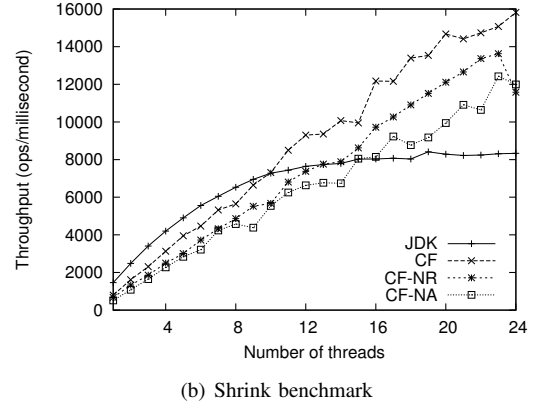 16000
14000
12000
10000
8000
6000
4000
2000
0
Throughput (ops/millisecond)
JDK
CF
CF-NR
CF-NA
4 8 12 16 20 24
Number of threads
(b) Shrink benchmark